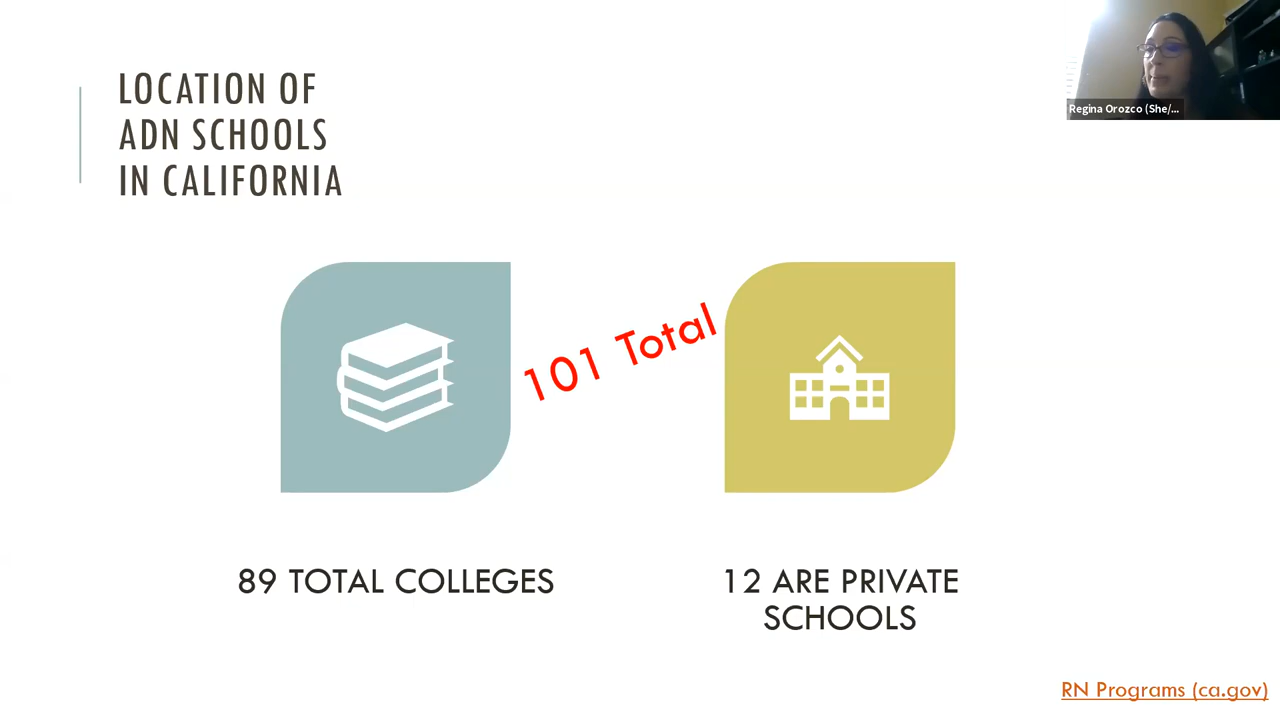 LOCATION OF
ADN SCHOOLS
IN CALIFORNIA
Regina Orozco (She/...
101 Total
89 TOTAL COLLEGES
12 ARE PRIVATE
SCHOOLS
RN Programs (ca.gov)